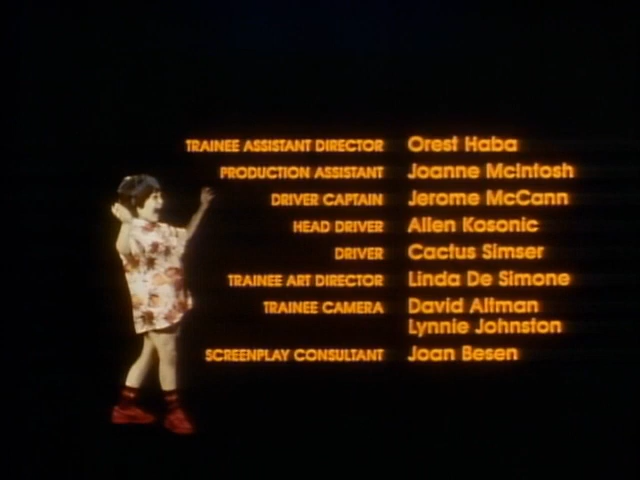 TRAINEE ASSISTANT DIRECTOR Orest Haba
PRODUCTION ASSISTANT Joanne McIntosh
DRIVER CAPTAIN Jerome McCann
HEAD DRIVER Allen Kosonic
DRIVER Cactus Simser
TRAINEE ART DIRECTOR Linda De Simone
TRAINEE CAMERA David Altman
Lynnie Johnston
SCREENPLAY CONSULTANT Joan Besen